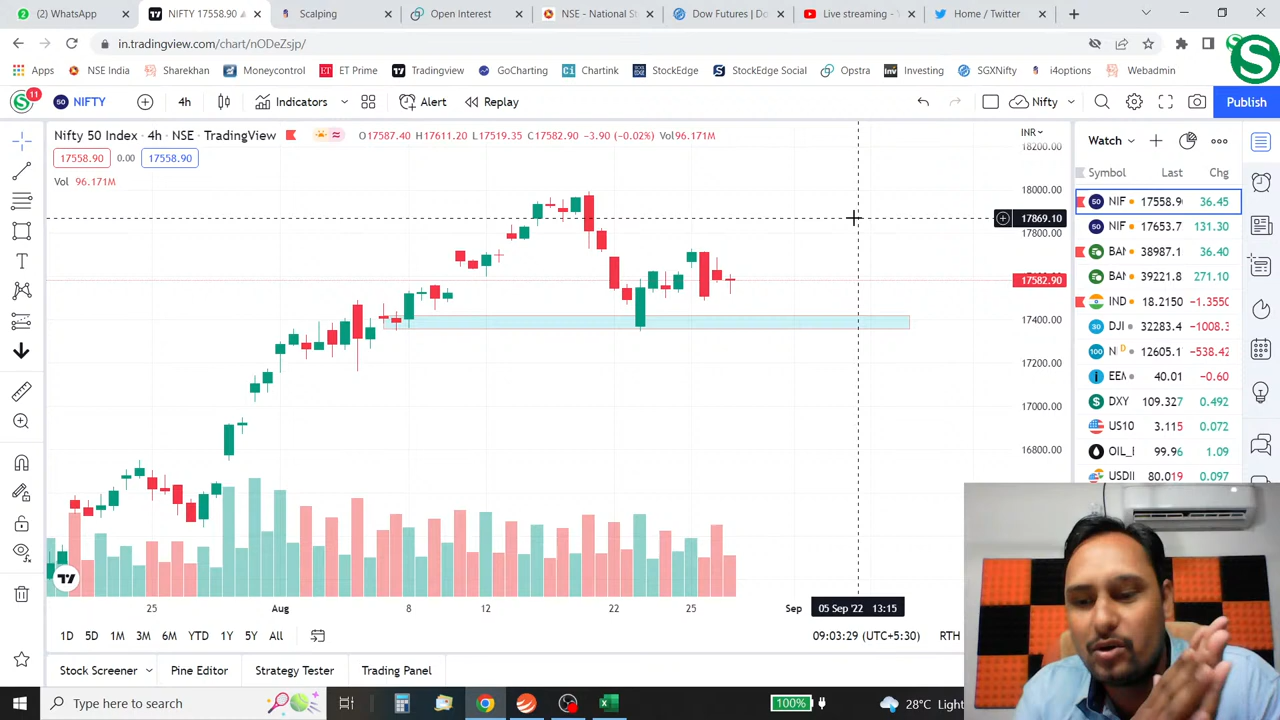 (2) WhatsApp
NIFTY 17558.90
Scalping
Open Interest
NSE - National St
Dow Futures | Do
Live streaming - V
Home / Twitter
in.tradingview.com/chart/nODeZsjp/
Apps
NSE India
Sharekhan
Moneycontrol
ET Prime
Tradingview
GoCharting
Chartink
StockEdge
StockEdge Social
Opstra
Investing
SGXNifty
i4options
Webadmin
11
NIFTY
4h
Indicators
Alert
Replay
Nifty
Publish
Nifty 50 Index · 4h · NSE · TradingView
O17587.40 H17611.20 L17519.35 C17582.90 −3.90 (−0.02%) Vol96.171M
17558.90 0.00 17558.90
Vol 96.171M
INR
18200.00
18000.00
17869.10
17800.00
17582.90
17400.00
17200.00
17000.00
16800.00
Watch
Symbol Last Chg
NIF 17558.9 36.45
NIF 17653.7 131.30
BAN 38987.1 36.40
BAN 39221.8 271.10
IND 18.2150 −1.3550
DJI 32283.4 −1008.3
N D 12605.1 −538.42
EEM 40.01 −0.60
DXY 109.327 0.492
US10 3.115 0.072
OIL_ 99.96 1.09
USDI 80.019 0.097
25 Aug 8 12 22 25 Sep
05 Sep '22 13:15
1D 5D 1M 3M 6M YTD 1Y 5Y All
09:03:29 (UTC+5:30)
RTH
Stock Screener
Pine Editor
Strategy Tester
Trading Panel
Type here to search
100%
28°C Light